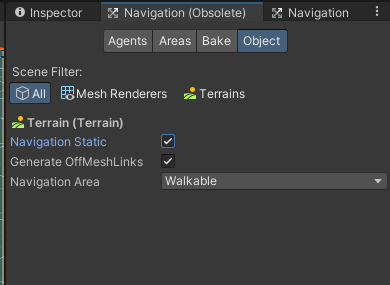 Inspector Navigation (Obsolete) Navigation
Agents Areas Bake Object
Scene Filter:
All Mesh Renderers Terrains
Terrain (Terrain)
Navigation Static
Generate OffMeshLinks
Navigation Area Walkable